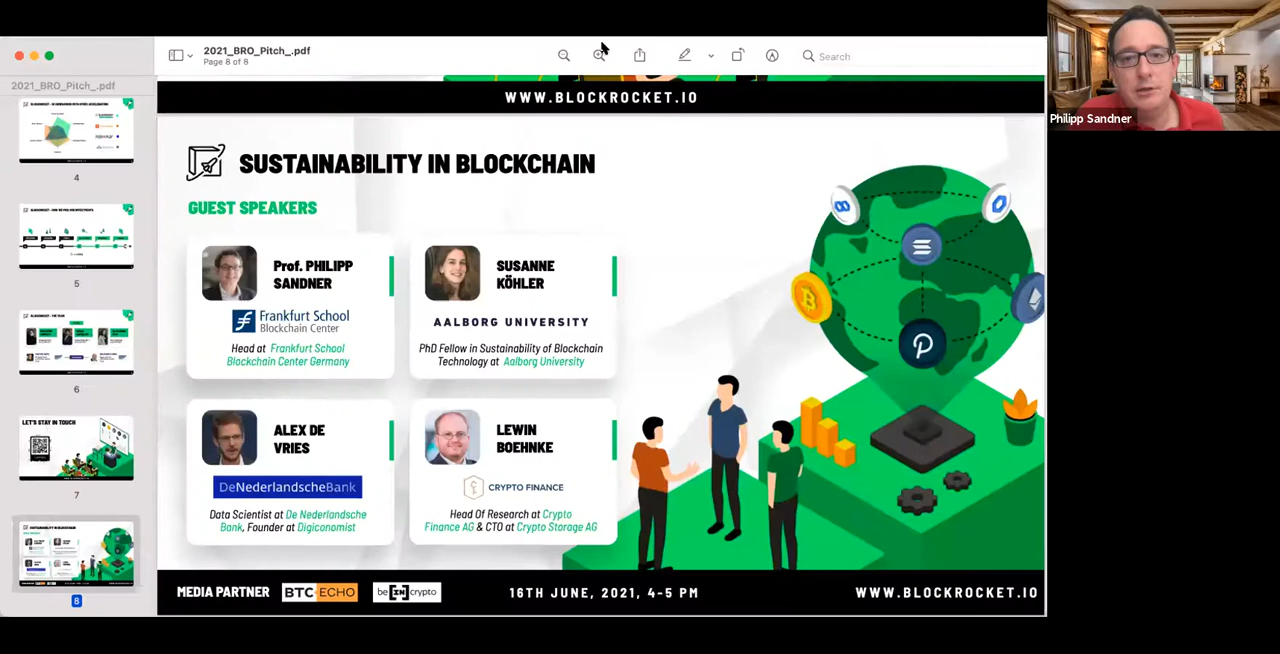 2021_BRO_Pitch_.pdf
Page 8 of 8
Search
Philipp Sandner
2021_BRO_Pitch_.pdf
4
5
6
LET'S STAY IN TOUCH
7
8
WWW.BLOCKROCKET.IO
SUSTAINABILITY IN BLOCKCHAIN
GUEST SPEAKERS
Prof. PHILIPP
SANDNER
Frankfurt School
Blockchain Center
Head at Frankfurt School
Blockchain Center Germany
SUSANNE
KÖHLER
AALBORG UNIVERSITY
PhD Fellow in Sustainability of Blockchain
Technology at Aalborg University
ALEX DE
VRIES
DeNederlandscheBank
Data Scientist at De Nederlandsche
Bank, Founder at Digiconomist
LEWIN
BOEHNKE
CRYPTO FINANCE
Head Of Research at Crypto
Finance AG & CTO at Crypto Storage AG
MEDIA PARTNER
BTC-ECHO
be[IN]crypto
16TH JUNE, 2021, 4-5 PM
WWW.BLOCKROCKET.IO